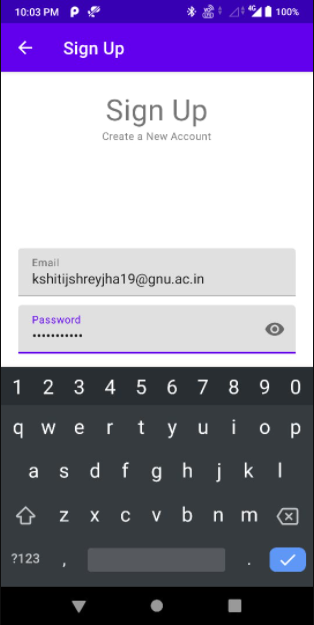 10:03 PM 4G 100%
Sign Up
Sign Up
Create a New Account
Email
kshitijshreyjha19@gnu.ac.in
Password
•••••••••••
1 2 3 4 5 6 7 8 9 0
q w e r t y u i o p
a s d f g h j k l
z x c v b n m
?123 , .